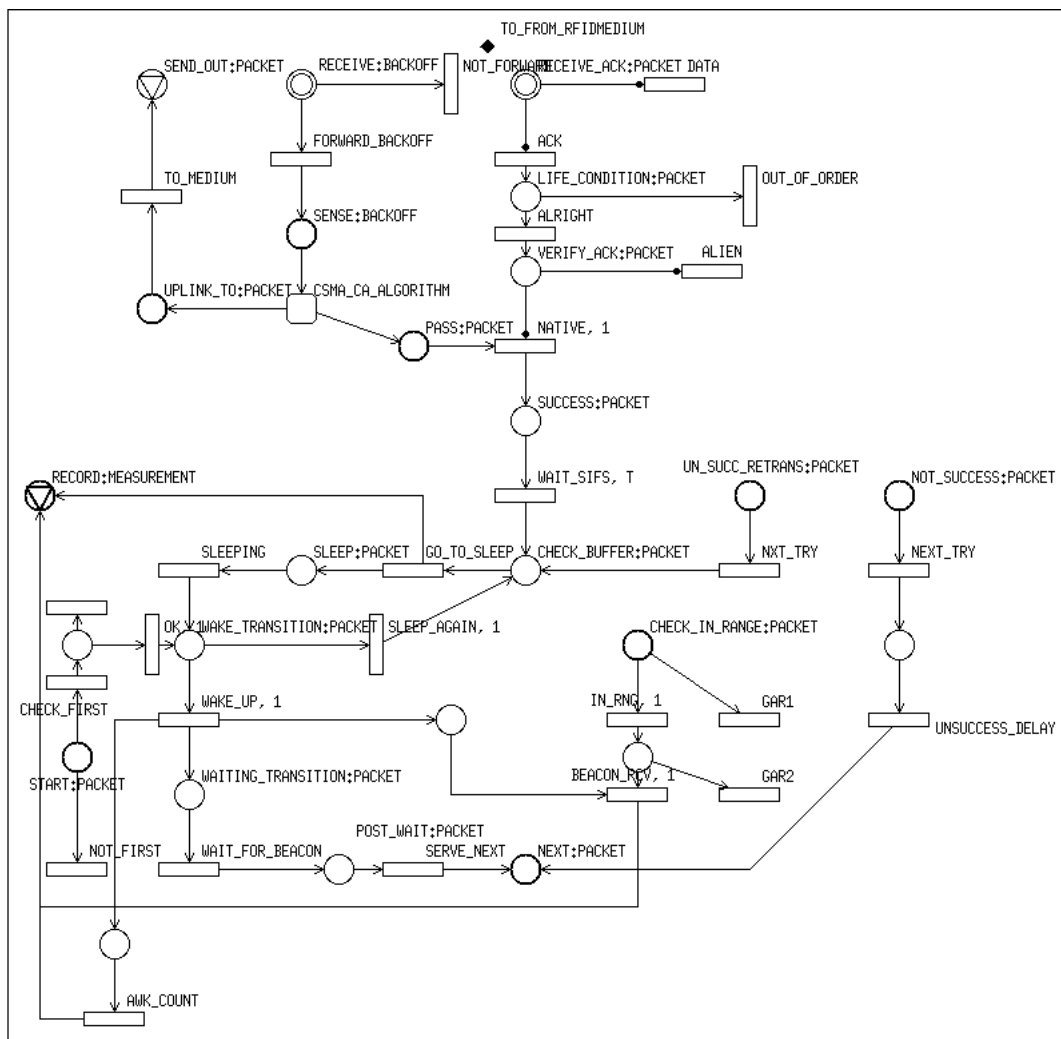 TO_FROM_RFIDMEDIUM
SEND_OUT:PACKET
RECEIVE:BACKOFF
NOT_FORWARD
RECEIVE_ACK:PACKET
DATA
FORWARD_BACKOFF
ACK
TO_MEDIUM
LIFE_CONDITION:PACKET
OUT_OF_ORDER
SENSE:BACKOFF
ALRIGHT
VERIFY_ACK:PACKET
ALIEN
UPLINK_TO:PACKET
CSMA_CA_ALGORITHM
PASS:PACKET
NATIVE, 1
SUCCESS:PACKET
RECORD:MEASUREMENT
WAIT_SIFS, T
UN_SUCC_RETRANS:PACKET
NOT_SUCCESS:PACKET
SLEEPING
SLEEP:PACKET
GO_TO_SLEEP
CHECK_BUFFER:PACKET
NXT_TRY
NEXT_TRY
OK, 1
WAKE_TRANSITION:PACKET
SLEEP_AGAIN, 1
CHECK_IN_RANGE:PACKET
CHECK_FIRST
WAKE_UP, 1
IN_RNG, 1
GAR1
UNSUCCESS_DELAY
START:PACKET
WAITING_TRANSITION:PACKET
BEACON_RCV, 1
GAR2
POST_WAIT:PACKET
NOT_FIRST
WAIT_FOR_BEACON
SERVE_NEXT
NEXT:PACKET
AWK_COUNT